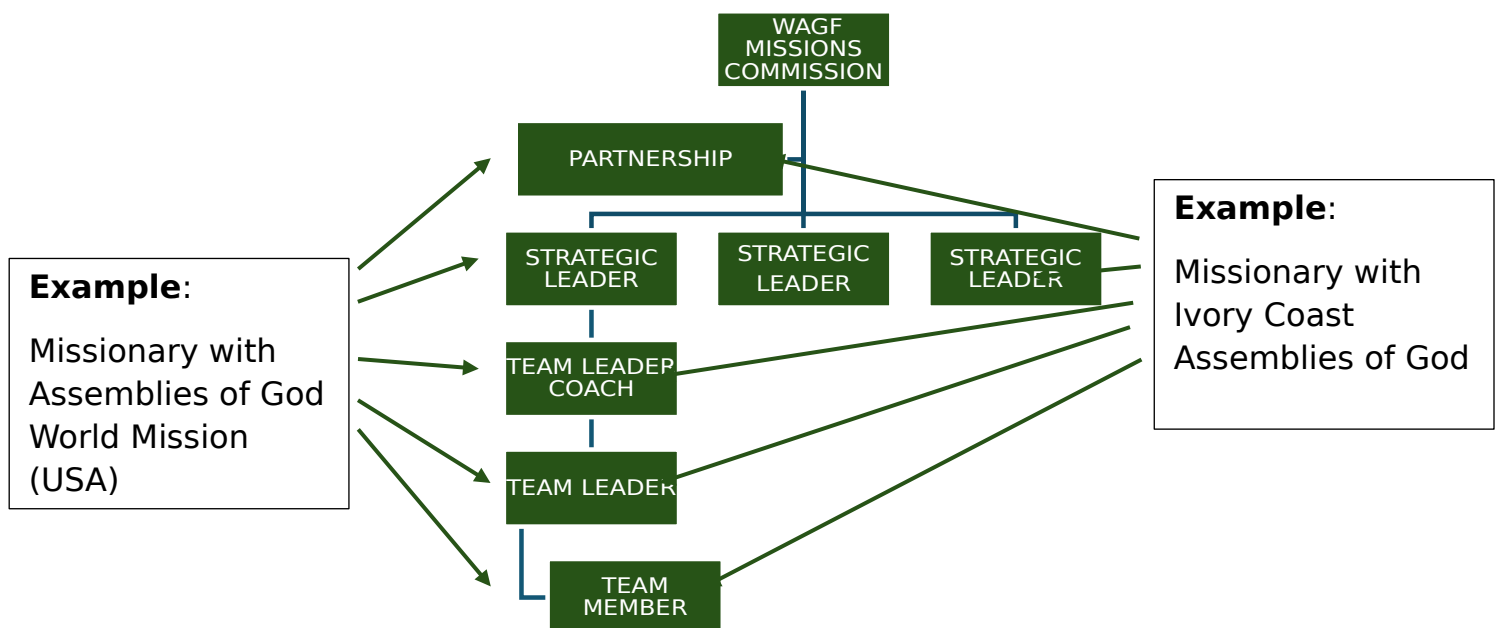 WAGF
MISSIONS
COMMISSION
PARTNERSHIP
STRATEGIC
LEADER
STRATEGIC
LEADER
STRATEGIC
LEADER
TEAM LEADER
COACH
TEAM LEADER
TEAM
MEMBER
Example:
Missionary with
Assemblies of God
World Mission
(USA)
Example:
Missionary with
Ivory Coast
Assemblies of God